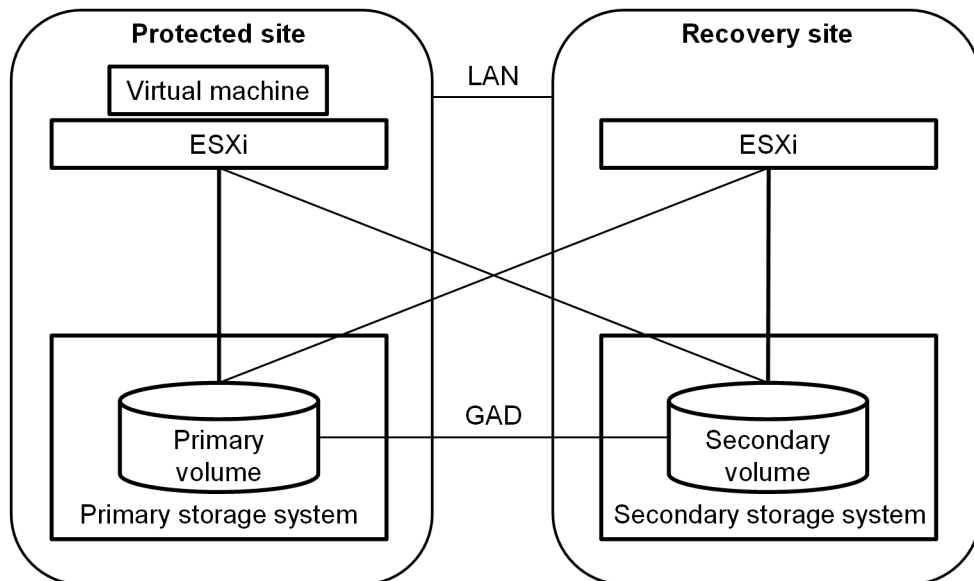 Protected site
Recovery site
LAN
Virtual machine
ESXi
ESXi
GAD
Primary
volume
Secondary
volume
Primary storage system
Secondary storage system